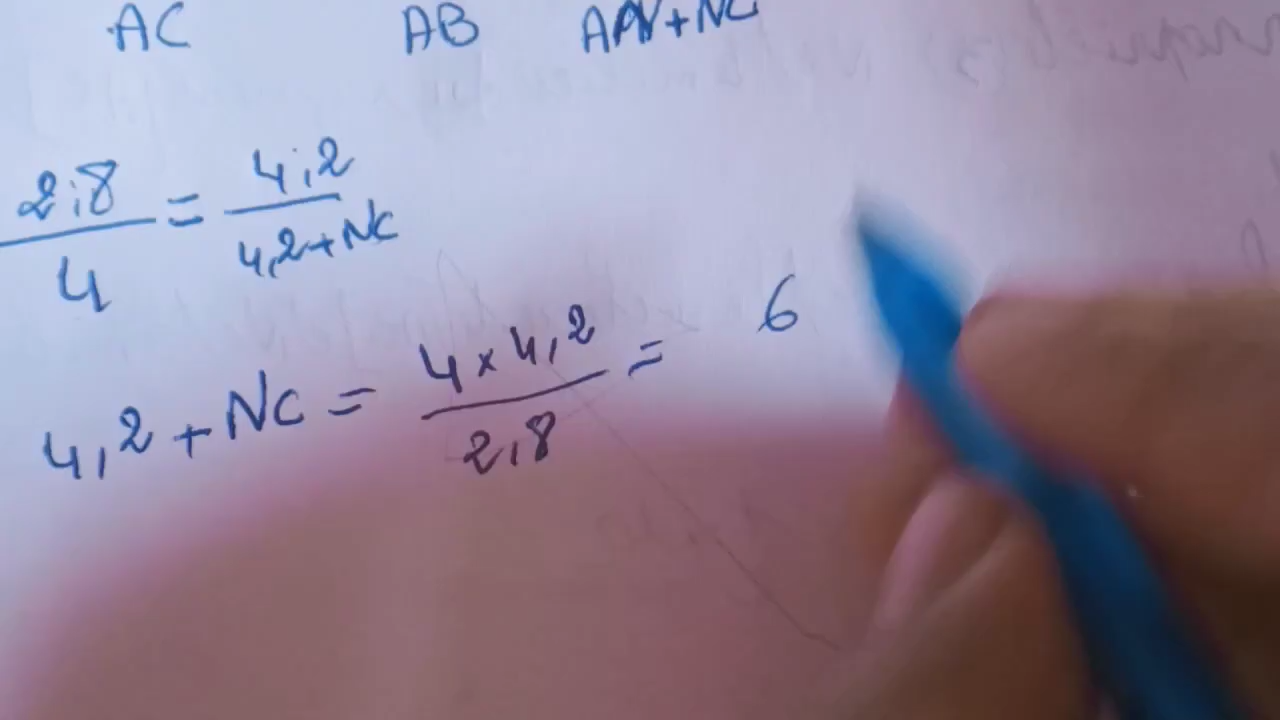 AC AB AN+NC
2,8/4 = 4,2/4,2+NC
4,2+NC = 4×4,2/2,8 = 6